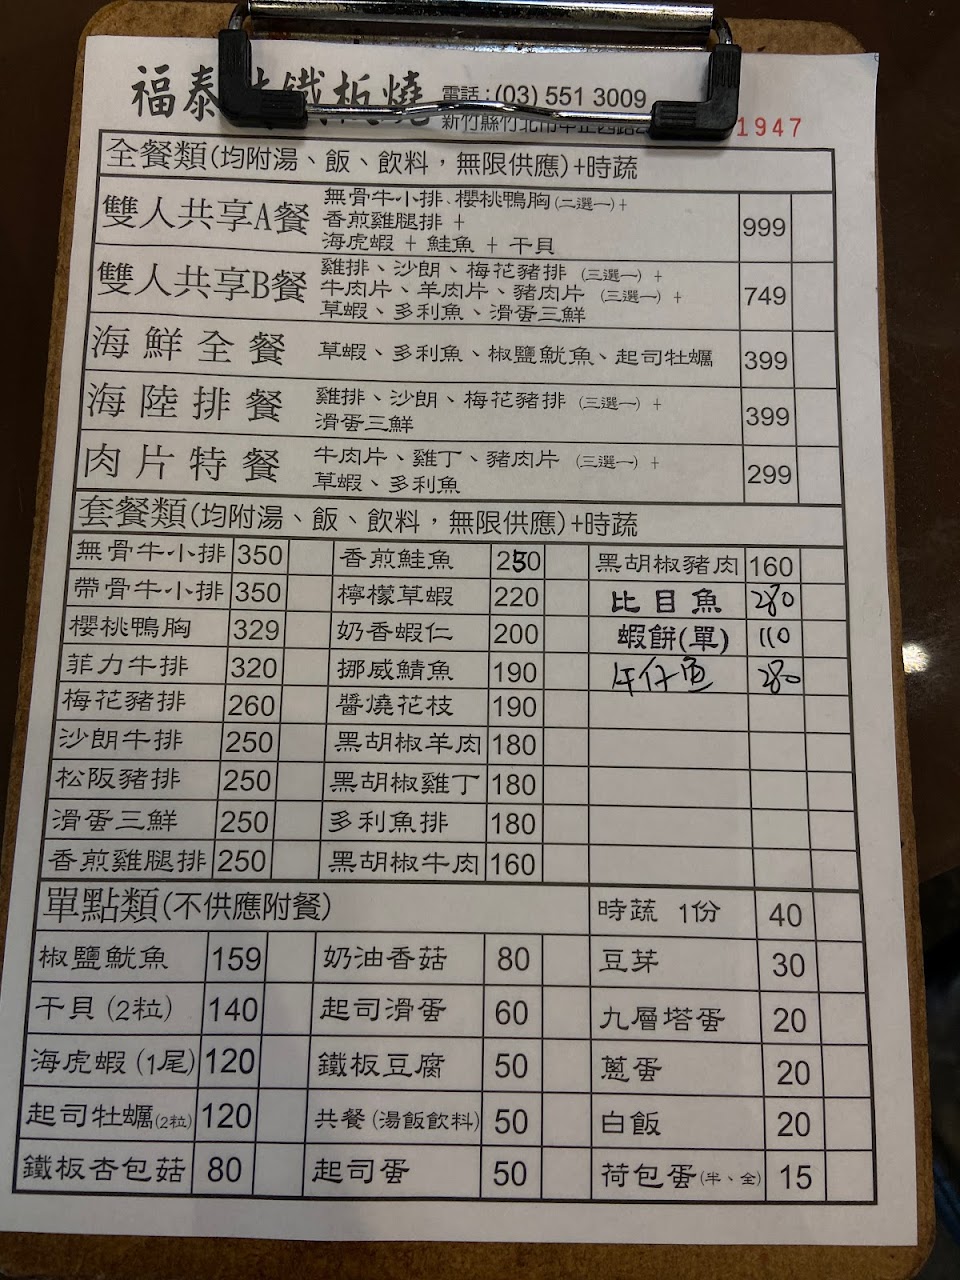 福泰 鐵板燒 電話:(03) 551 3009
新竹縣竹北市中正西路 1947
全餐類(均附湯、飯、飲料，無限供應)+時蔬
雙人共享A餐 無骨牛小排、櫻桃鴨胸(二選一)+ 999
香煎雞腿排 +
海虎蝦 + 鮭魚 + 干貝
雙人共享B餐 雞排、沙朗、梅花豬排 (三選一) + 749
牛肉片、羊肉片、豬肉片 (三選一) +
草蝦、多利魚、滑蛋三鮮
海鮮全餐 草蝦、多利魚、椒鹽魷魚、起司牡蠣 399
海陸排餐 雞排、沙朗、梅花豬排 (三選一) + 399
滑蛋三鮮
肉片特餐 牛肉片、雞丁、豬肉片 (三選一) + 299
草蝦、多利魚
套餐類(均附湯、飯、飲料，無限供應)+時蔬
無骨牛小排 350 香煎鮭魚 250 黑胡椒豬肉 160
帶骨牛小排 350 檸檬草蝦 220 比目魚 280
櫻桃鴨胸 329 奶香蝦仁 200 蝦餅(單) 110
菲力牛排 320 挪威鯖魚 190 午仔魚 280
梅花豬排 260 醬燒花枝 190
沙朗牛排 250 黑胡椒羊肉 180
松阪豬排 250 黑胡椒雞丁 180
滑蛋三鮮 250 多利魚排 180
香煎雞腿排 250 黑胡椒牛肉 160
單點類(不供應附餐) 時蔬 1份 40
椒鹽魷魚 159 奶油香菇 80 豆芽 30
干貝(2粒) 140 起司滑蛋 60 九層塔蛋 20
海虎蝦(1尾) 120 鐵板豆腐 50 蔥蛋 20
起司牡蠣(2粒) 120 共餐(湯飯飲料) 50 白飯 20
鐵板杏包菇 80 起司蛋 50 荷包蛋(半、全) 15